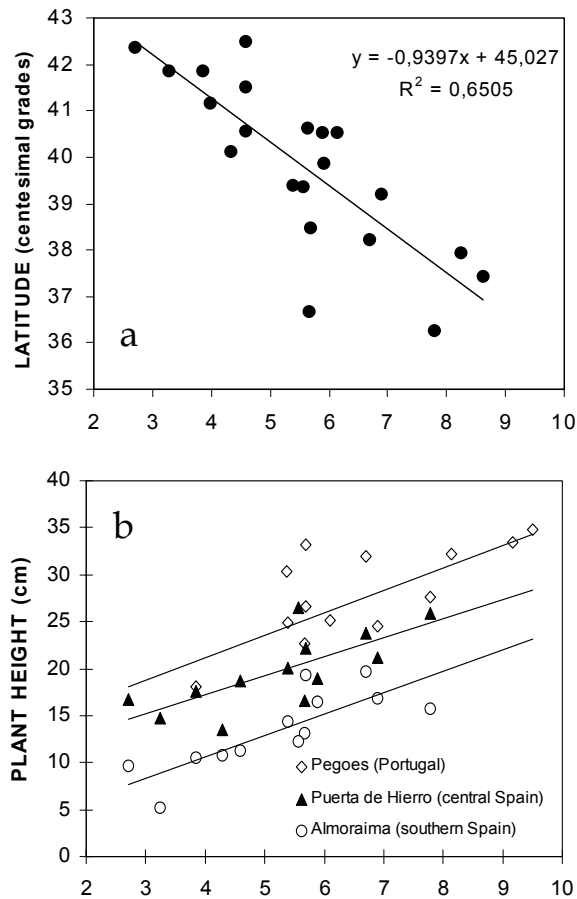 43
42
41
40
39
38
37
36
35
LATITUDE (centesimal grades)
y = -0,9397x + 45,027
R² = 0,6505
a
2 3 4 5 6 7 8 9 10
40
35
30
25
20
15
10
5
0
PLANT HEIGHT (cm)
b
Pegoes (Portugal)
Puerta de Hierro (central Spain)
Almoraima (southern Spain)
2 3 4 5 6 7 8 9 10